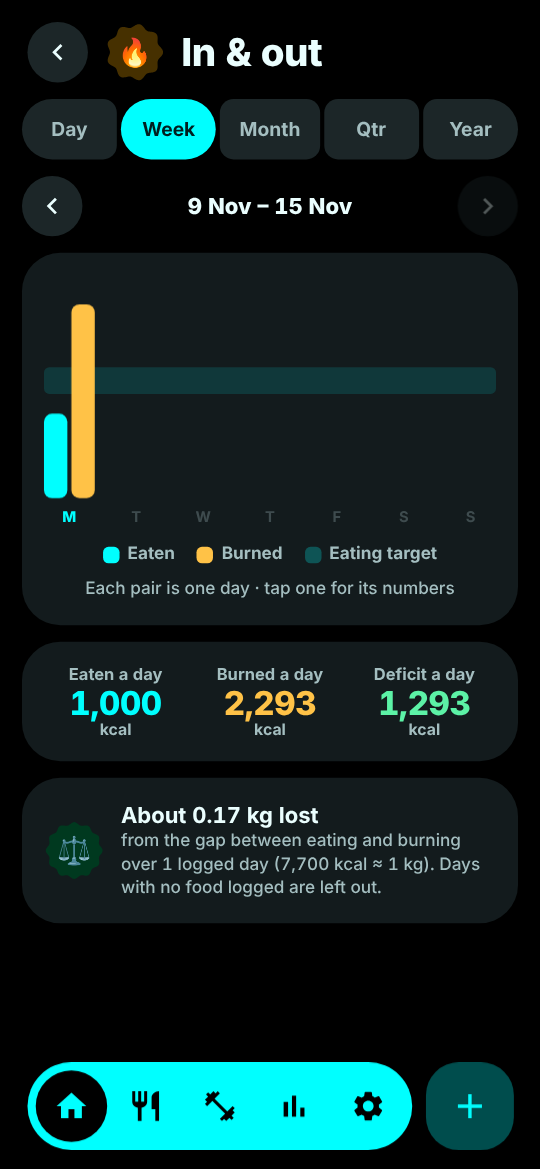 In & out
Day Week Month Qtr Year
9 Nov – 15 Nov
M T W T F S S
Eaten Burned Eating target
Each pair is one day · tap one for its numbers
Eaten a day Burned a day Deficit a day
1,000 2,293 1,293
kcal kcal kcal
About 0.17 kg lost
from the gap between eating and burning
over 1 logged day (7,700 kcal ≈ 1 kg). Days
with no food logged are left out.